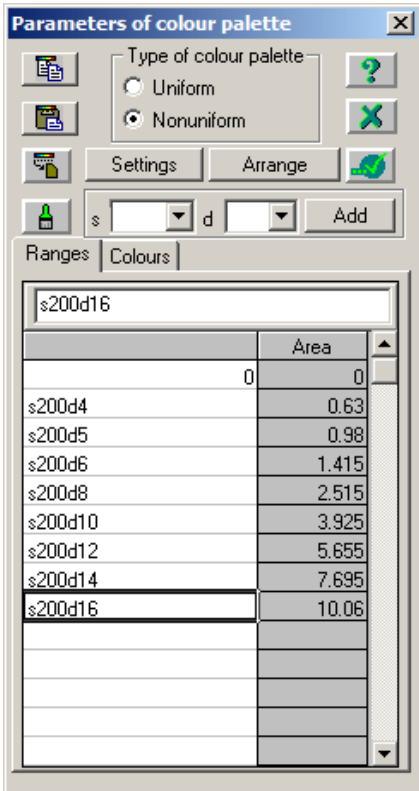 Parameters of colour palette
Type of colour palette
Uniform
Nonuniform
Settings Arrange
s d Add
Ranges Colours
s200d16
Area
0 0
s200d4 0.63
s200d5 0.98
s200d6 1.415
s200d8 2.515
s200d10 3.925
s200d12 5.655
s200d14 7.695
s200d16 10.06